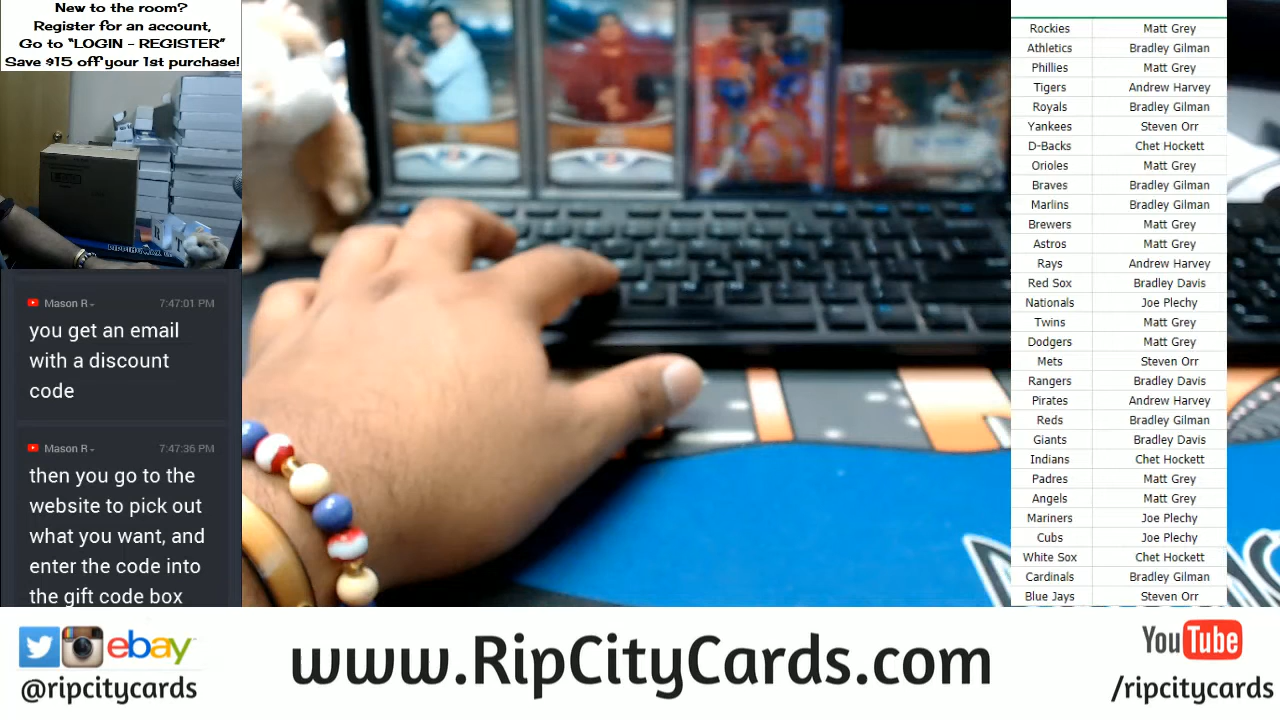 New to the room?
Register for an account,
Go to "LOGIN - REGISTER"
Save $15 off your 1st purchase!
Mason R
7:47:01 PM
you get an email
with a discount
code
Mason R
7:47:36 PM
then you go to the
website to pick out
what you want, and
enter the code into
the gift code box
Rockies Matt Grey
Athletics Bradley Gilman
Phillies Matt Grey
Tigers Andrew Harvey
Royals Bradley Gilman
Yankees Steven Orr
D-Backs Chet Hockett
Orioles Matt Grey
Braves Bradley Gilman
Marlins Bradley Gilman
Brewers Matt Grey
Astros Matt Grey
Rays Andrew Harvey
Red Sox Bradley Davis
Nationals Joe Plechy
Twins Matt Grey
Dodgers Matt Grey
Mets Steven Orr
Rangers Bradley Davis
Pirates Andrew Harvey
Reds Bradley Gilman
Giants Bradley Davis
Indians Chet Hockett
Padres Matt Grey
Angels Matt Grey
Mariners Joe Plechy
Cubs Joe Plechy
White Sox Chet Hockett
Cardinals Bradley Gilman
Blue Jays Steven Orr
ebay
@ripcitycards
www.RipCityCards.com
YouTube
/ripcitycards